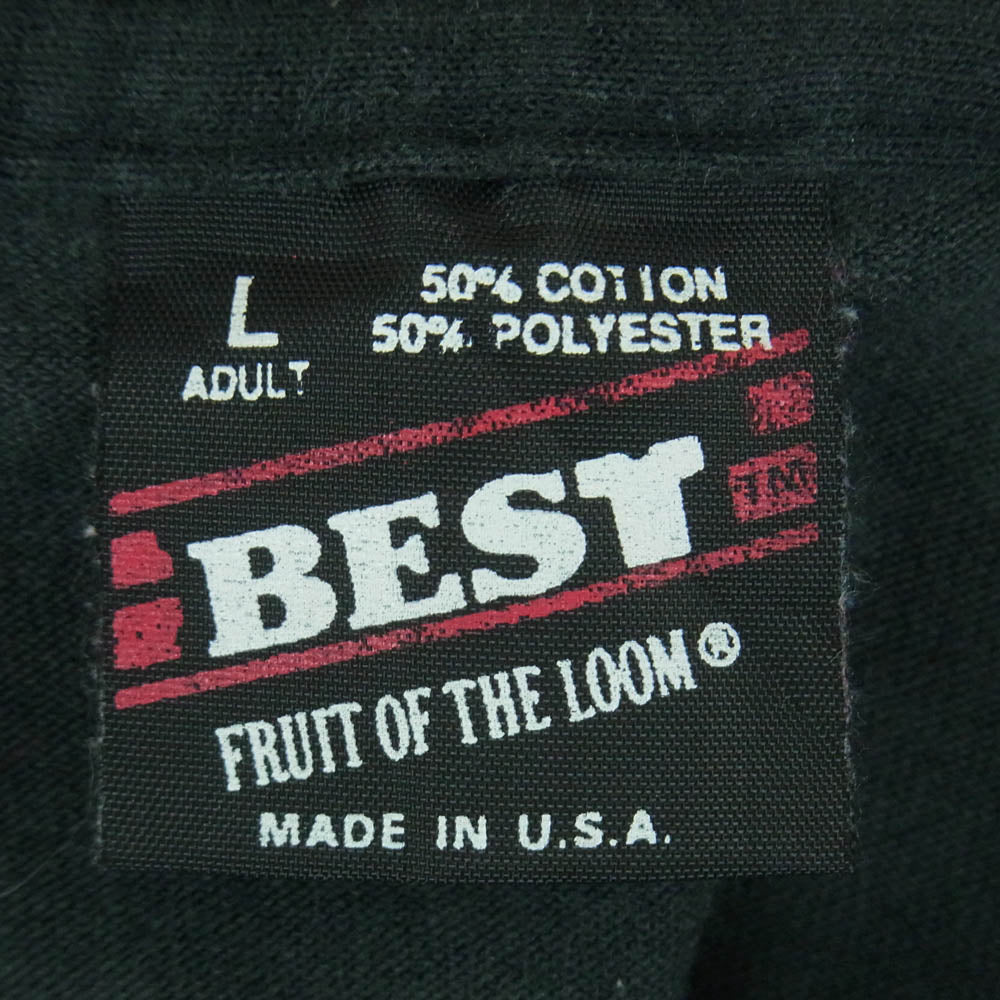 L
ADULT
50% COTTON
50% POLYESTER
BEST
TM
FRUIT OF THE LOOM®
MADE IN U.S.A.